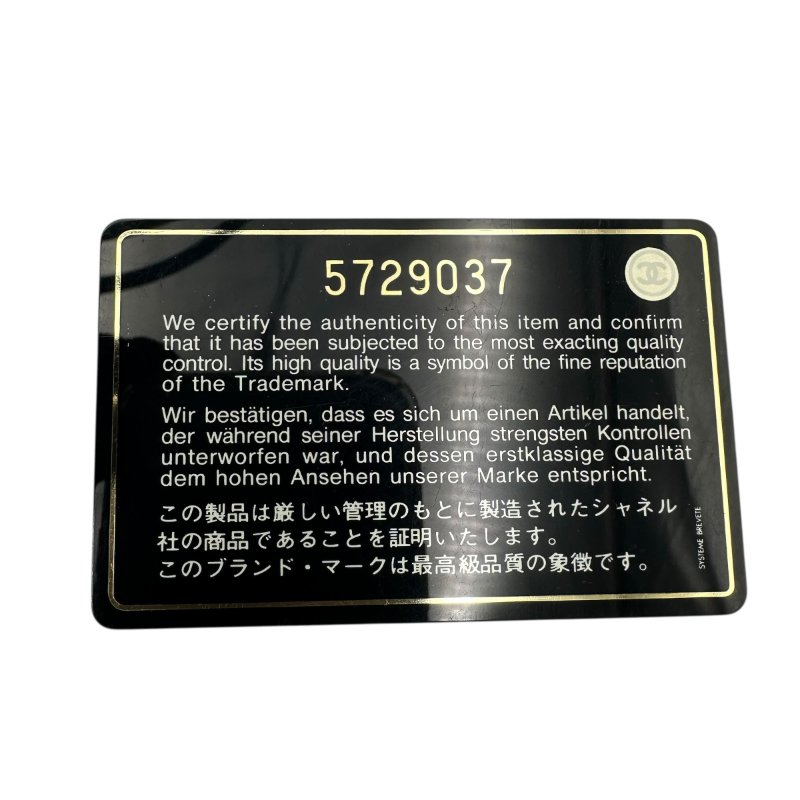 5729037
We certify the authenticity of this item and confirm
that it has been subjected to the most exacting quality
control. Its high quality is a symbol of the fine reputation
of the Trademark.
Wir bestätigen, dass es sich um einen Artikel handelt,
der während seiner Herstellung strengsten Kontrollen
unterworfen war, und dessen erstklassige Qualität
dem hohen Ansehen unserer Marke entspricht.
この製品は厳しい管理のもとに製造されたシャネル
社の商品であることを証明いたします。
このブランド・マークは最高級品質の象徴です。
SYSTEME BREVETE